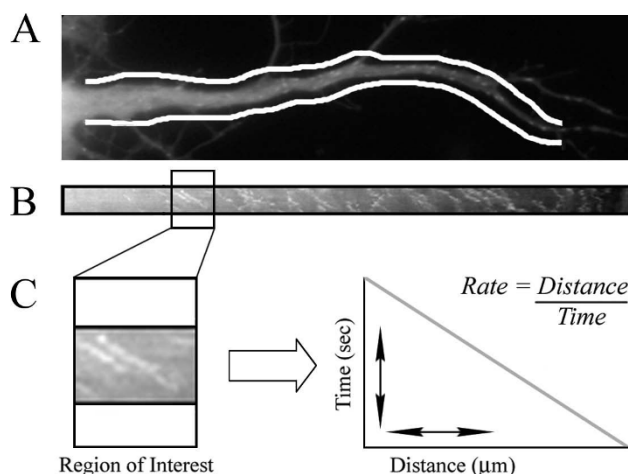 A
B
C
Rate = Distance
Time
Time (sec)
Region of Interest
Distance (μm)